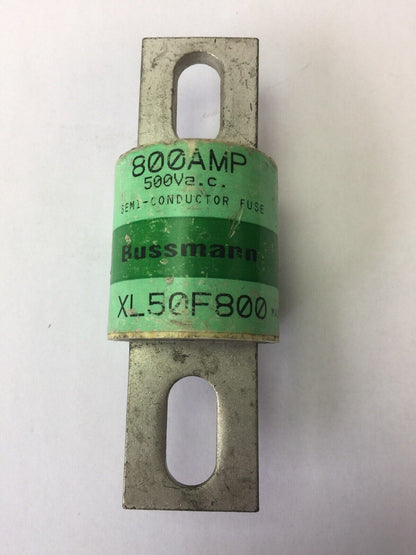 800AMP
500Va.c.
SEMI-CONDUCTOR FUSE
Bussmann
XL50F800